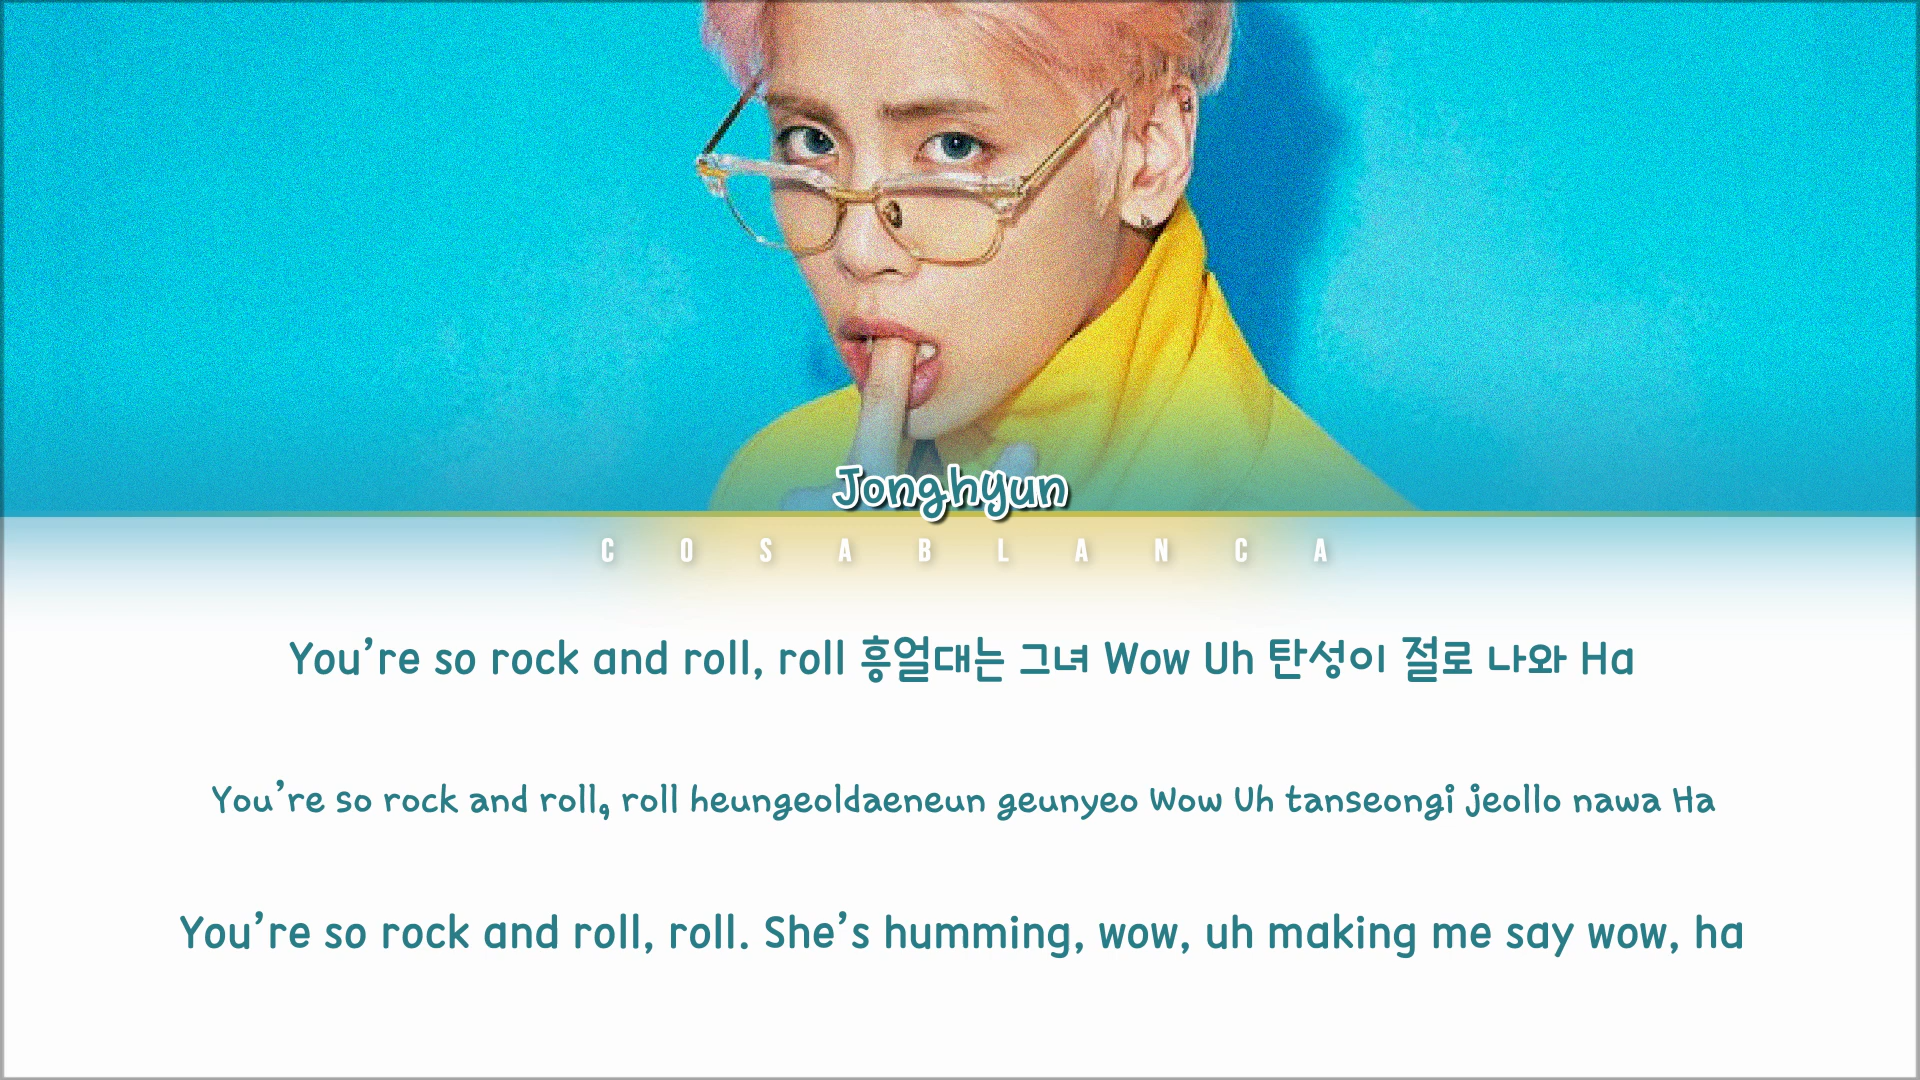 Jonghyun
COSABLANCA
You’re so rock and roll, roll 흥얼대는 그녀 Wow Uh 탄성이 절로 나와 Ha
You’re so rock and roll, roll heungeoldaeneun geunyeo Wow Uh tanseongi jeollo nawa Ha
You’re so rock and roll, roll. She’s humming, wow, uh making me say wow, ha